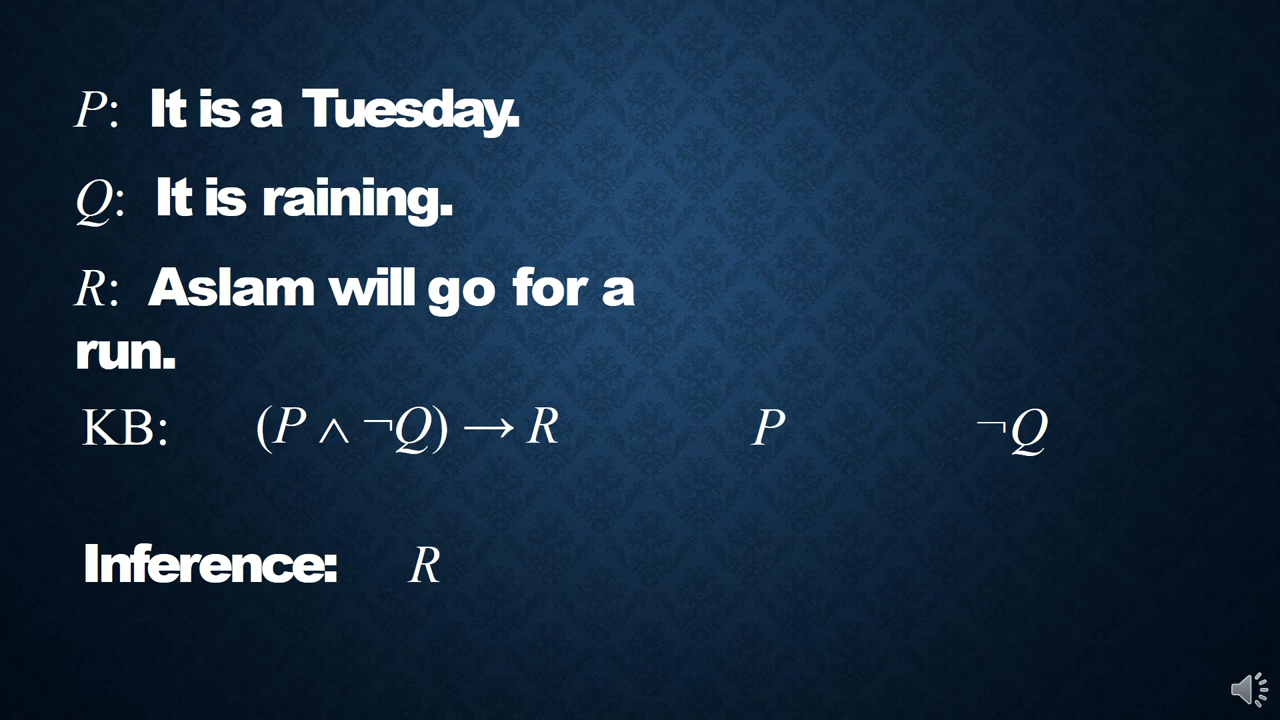 P: It is a Tuesday.
Q: It is raining.
R: Aslam will go for a
run.
KB: (P ∧ ¬Q) → R P ¬Q
Inference: R